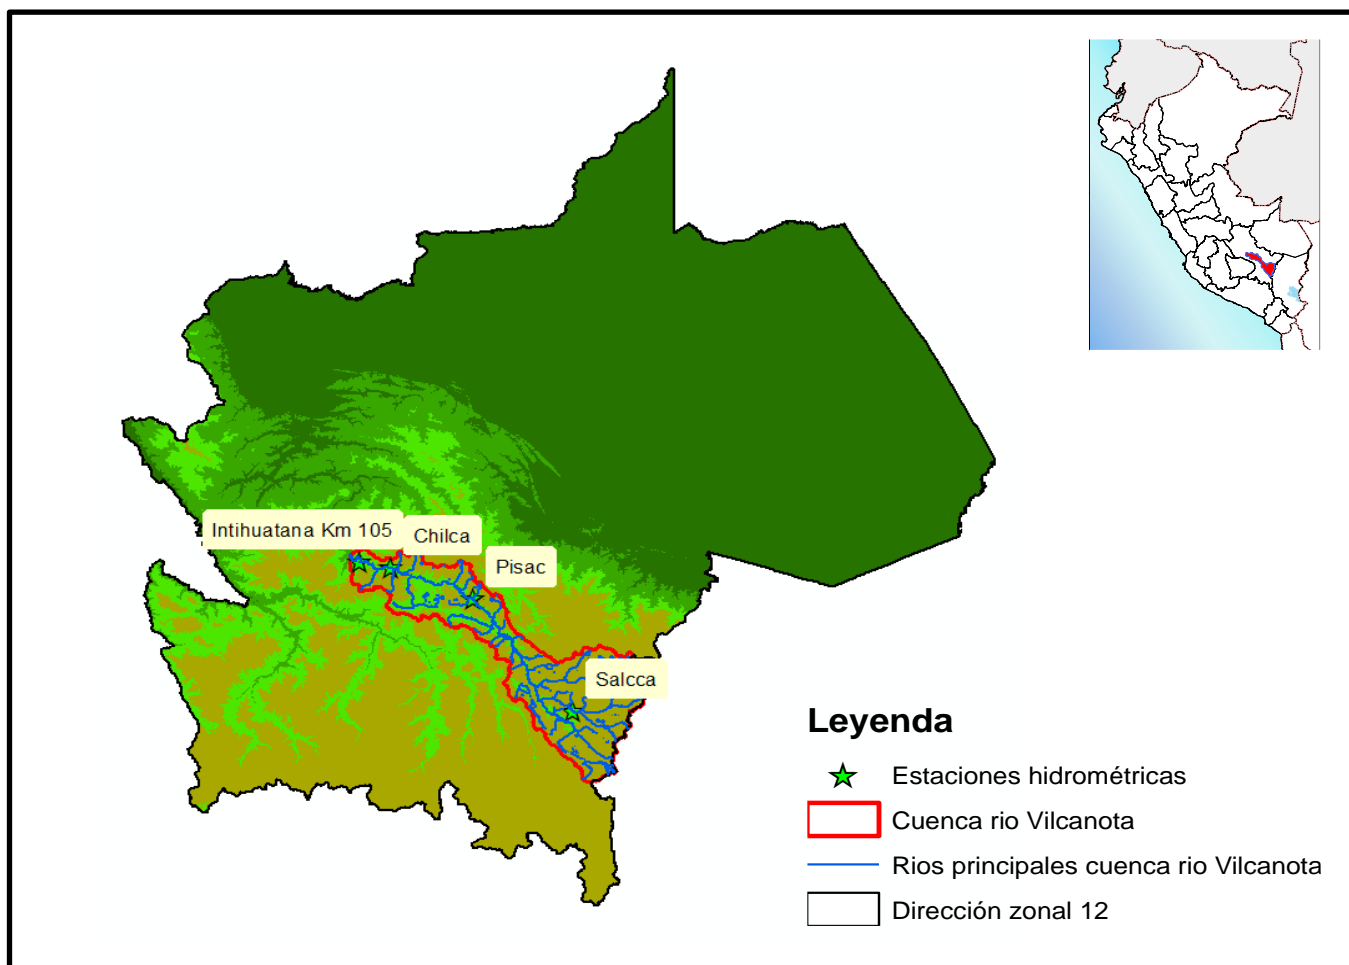 Intihuatana Km 105
Chilca
Pisac
Salcca
Leyenda
Estaciones hidrométricas
Cuenca rio Vilcanota
Rios principales cuenca rio Vilcanota
Dirección zonal 12